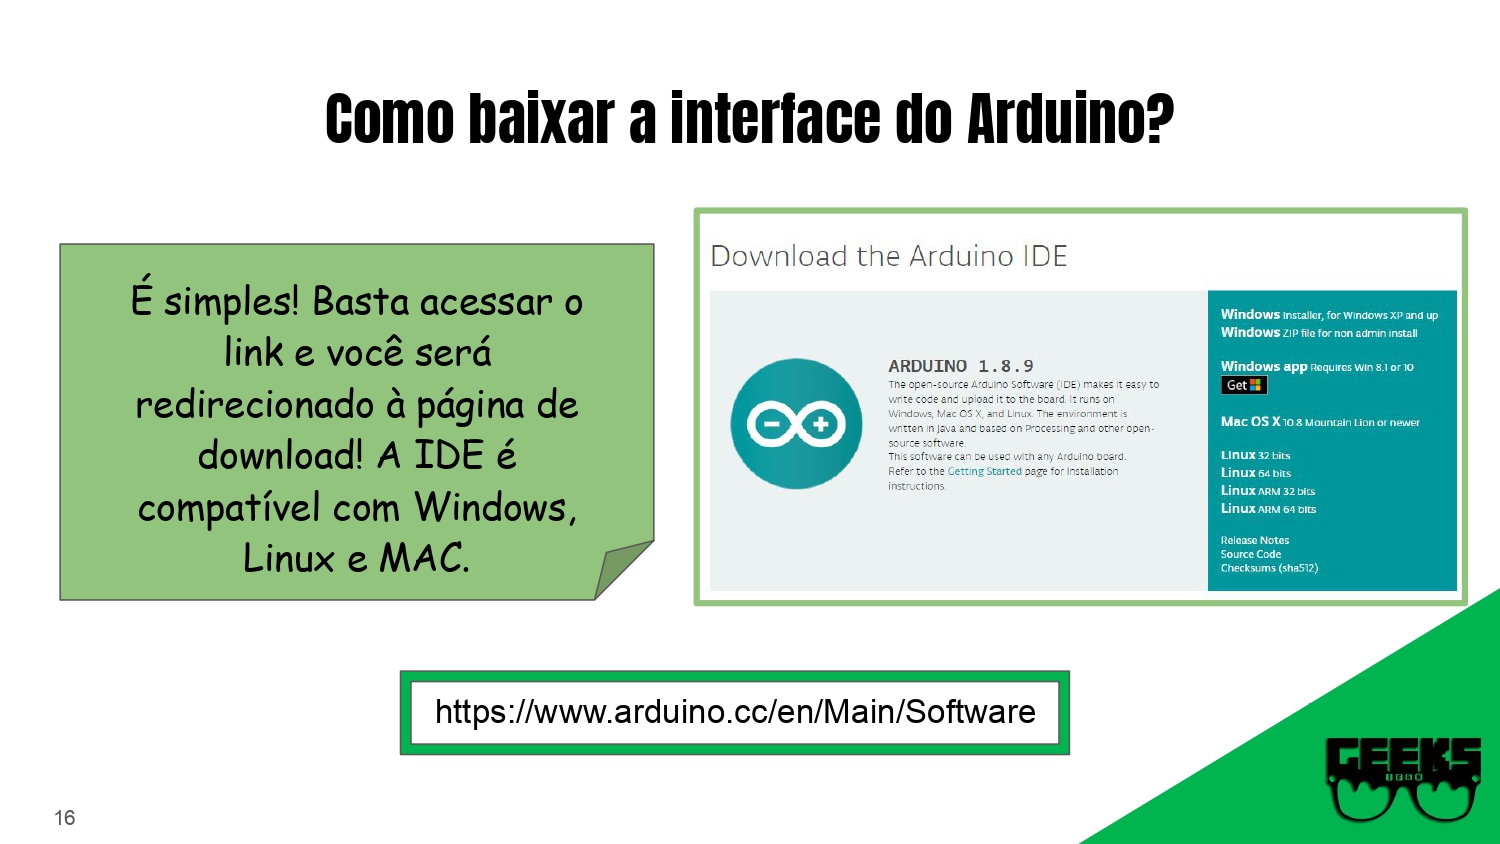 Como baixar a interface do Arduino?
É simples! Basta acessar o
link e você será
redirecionado à página de
download! A IDE é
compatível com Windows,
Linux e MAC.
Download the Arduino IDE
ARDUINO 1.8.9
The open-source Arduino Software (IDE) makes it easy to
write code and upload it to the board. It runs on
Windows, Mac OS X, and Linux. The environment is
written in Java and based on Processing and other open-
source software.
This software can be used with any Arduino board.
Refer to the Getting Started page for Installation
instructions.
Windows Installer, for Windows XP and up
Windows ZIP file for non admin install
Windows app Requires Win 8.1 or 10
Get
Mac OS X 10.8 Mountain Lion or newer
Linux 32 bits
Linux 64 bits
Linux ARM 32 bits
Linux ARM 64 bits
Release Notes
Source Code
Checksums (sha512)
https://www.arduino.cc/en/Main/Software
GEEKS
16